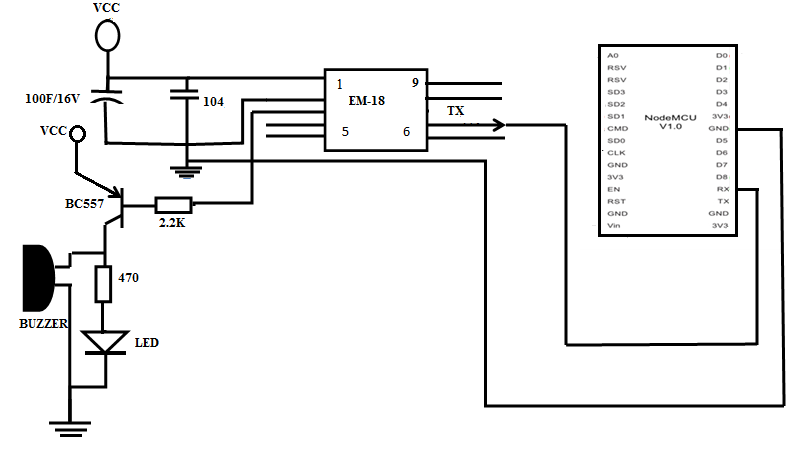 VCC
100F/16V
104
1
9
EM-18
5
6
TX
VCC
BC557
2.2K
470
BUZZER
LED
NodeMCU
V1.0
A0
RSV
RSV
SD3
SD2
SD1
CMD
SD0
CLK
GND
3V3
EN
RST
GND
Vin
D0
D1
D2
D3
D4
3V3
GND
D5
D6
D7
D8
RX
TX
GND
3V3